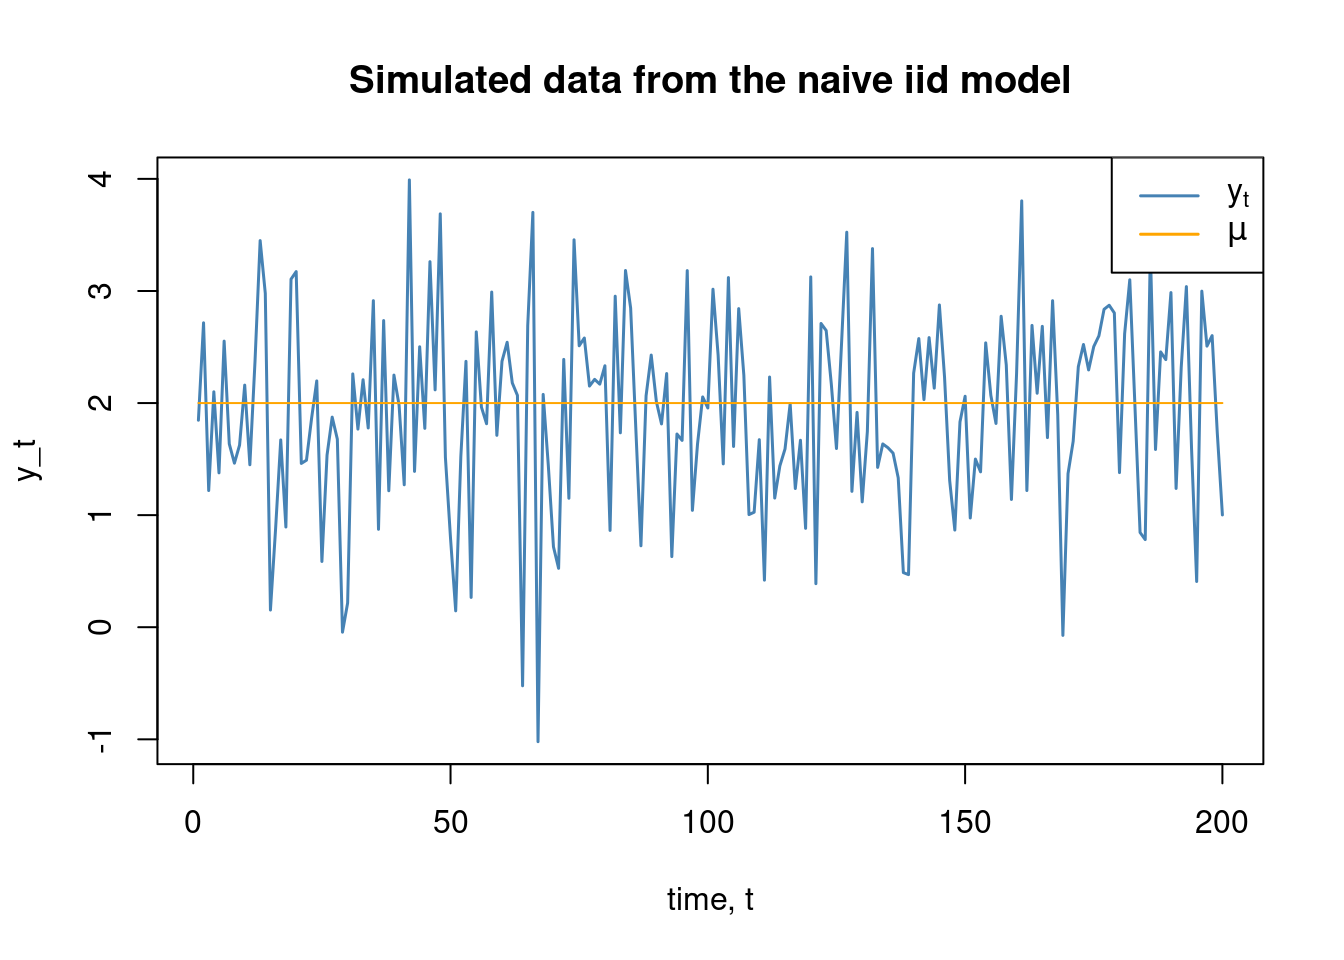 Simulated data from the naive iid model
y_t
4
3
2
1
0
-1
yₜ
μ
0 50 100 150 200
time, t